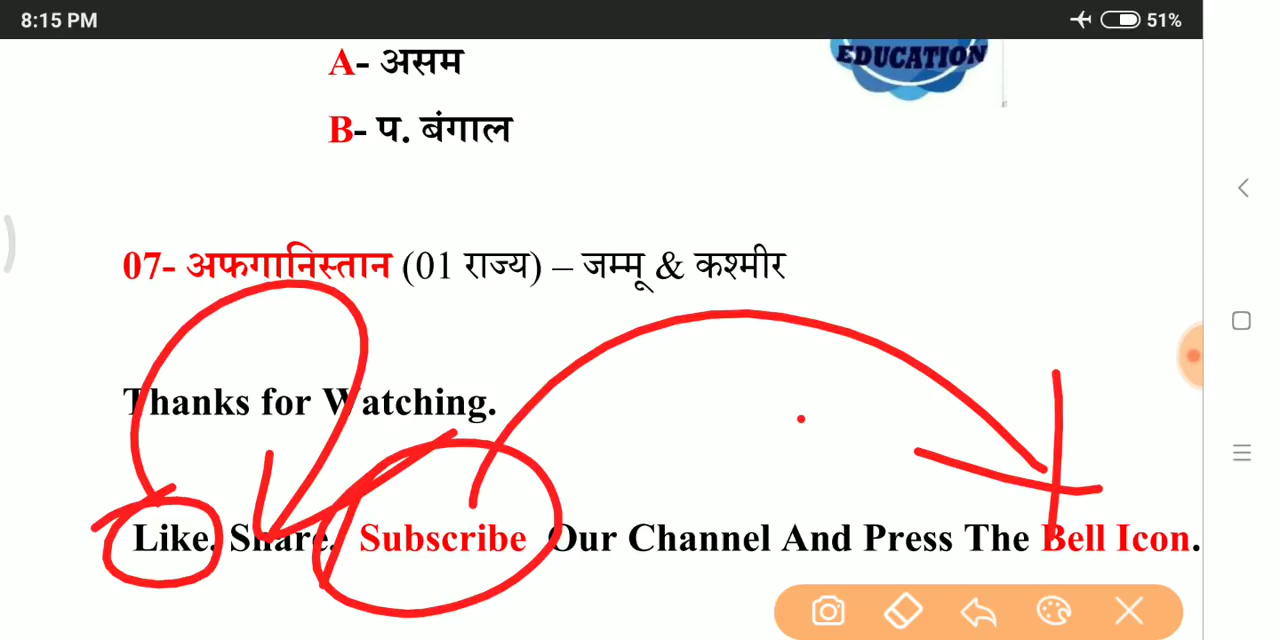 8:15 PM
51%
EDUCATION
A- असम
B- प. बंगाल
07- अफगानिस्तान (01 राज्य) – जम्मू & कश्मीर
Thanks for Watching.
Like. Share. Subscribe Our Channel And Press The Bell Icon.